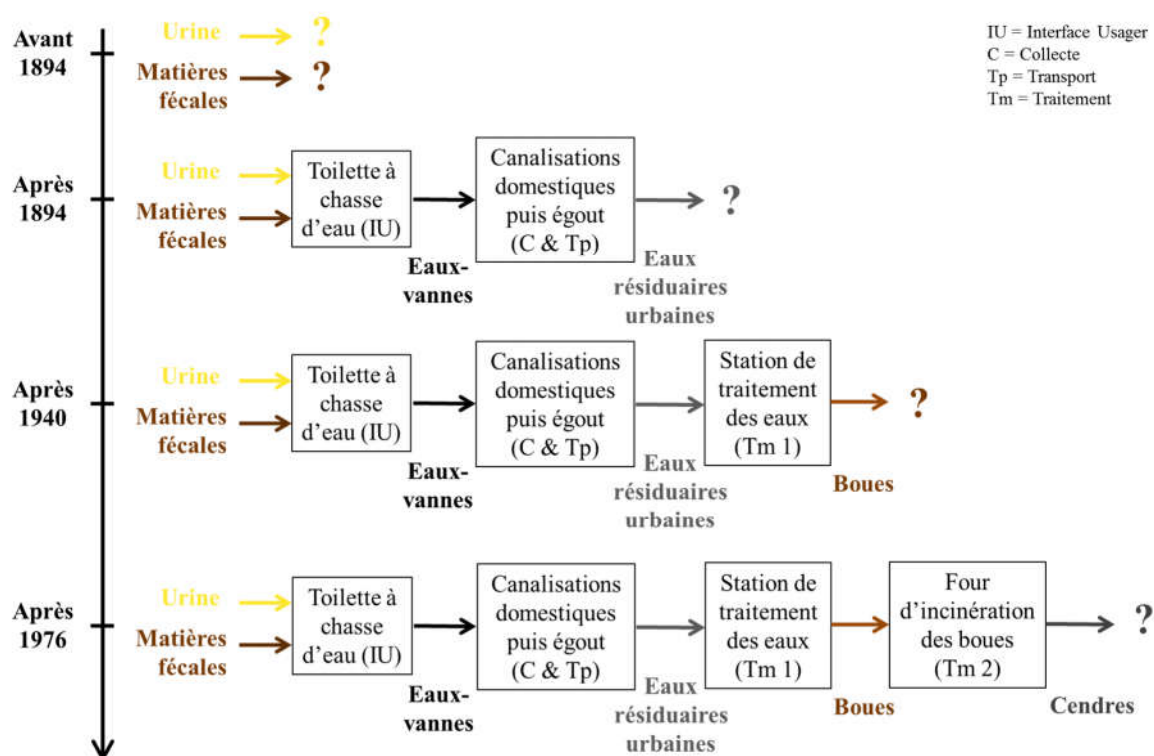 IU = Interface Usager
C = Collecte
Tp = Transport
Tm = Traitement
Avant
1894
Urine
?
Matières
fécales
?
Après
1894
Urine
Matières
fécales
Toilette à
chasse
d'eau (IU)
Eaux-
vannes
Canalisations
domestiques
puis égout
(C & Tp)
Eaux
résiduaires
urbaines
?
Après
1940
Urine
Matières
fécales
Toilette à
chasse
d'eau (IU)
Eaux-
vannes
Canalisations
domestiques
puis égout
(C & Tp)
Eaux
résiduaires
urbaines
Station de
traitement
des eaux
(Tm 1)
Boues
?
Après
1976
Urine
Matières
fécales
Toilette à
chasse
d'eau (IU)
Eaux-
vannes
Canalisations
domestiques
puis égout
(C & Tp)
Eaux
résiduaires
urbaines
Station de
traitement
des eaux
(Tm 1)
Boues
Four
d'incinération
des boues
(Tm 2)
Cendres
?